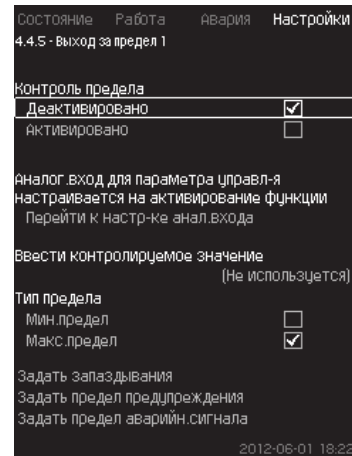 Состояние Работа Авария Настройки
4.4.5 - Выход за предел 1
Контроль предела
Деактивировано
Активировано
Аналог.вход для параметра управл-я
настраивается на активирование функции
Перейти к настр-ке анал.входа
Ввести контролируемое значение
(Не используется)
Тип предела
Мин.предел
Макс.предел
Задать запаздывания
Задать предел предупреждения
Задать предел аварийн.сигнала
2012-06-01 18:22